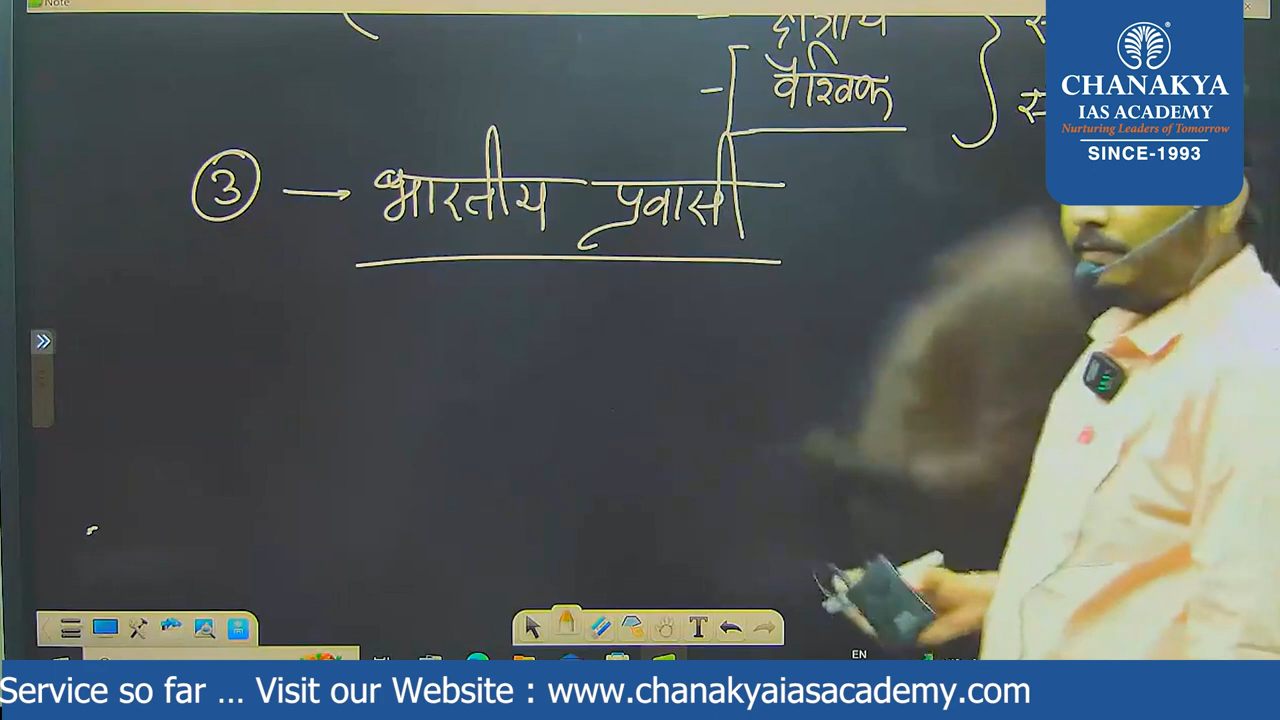 Note
क्षेत्रीय
वैश्विक
③ → भारतीय प्रवासी
CHANAKYA
IAS ACADEMY
Nurturing Leaders of Tomorrow
SINCE-1993
T
EN
Service so far ... Visit our Website : www.chanakyaiasacademy.com